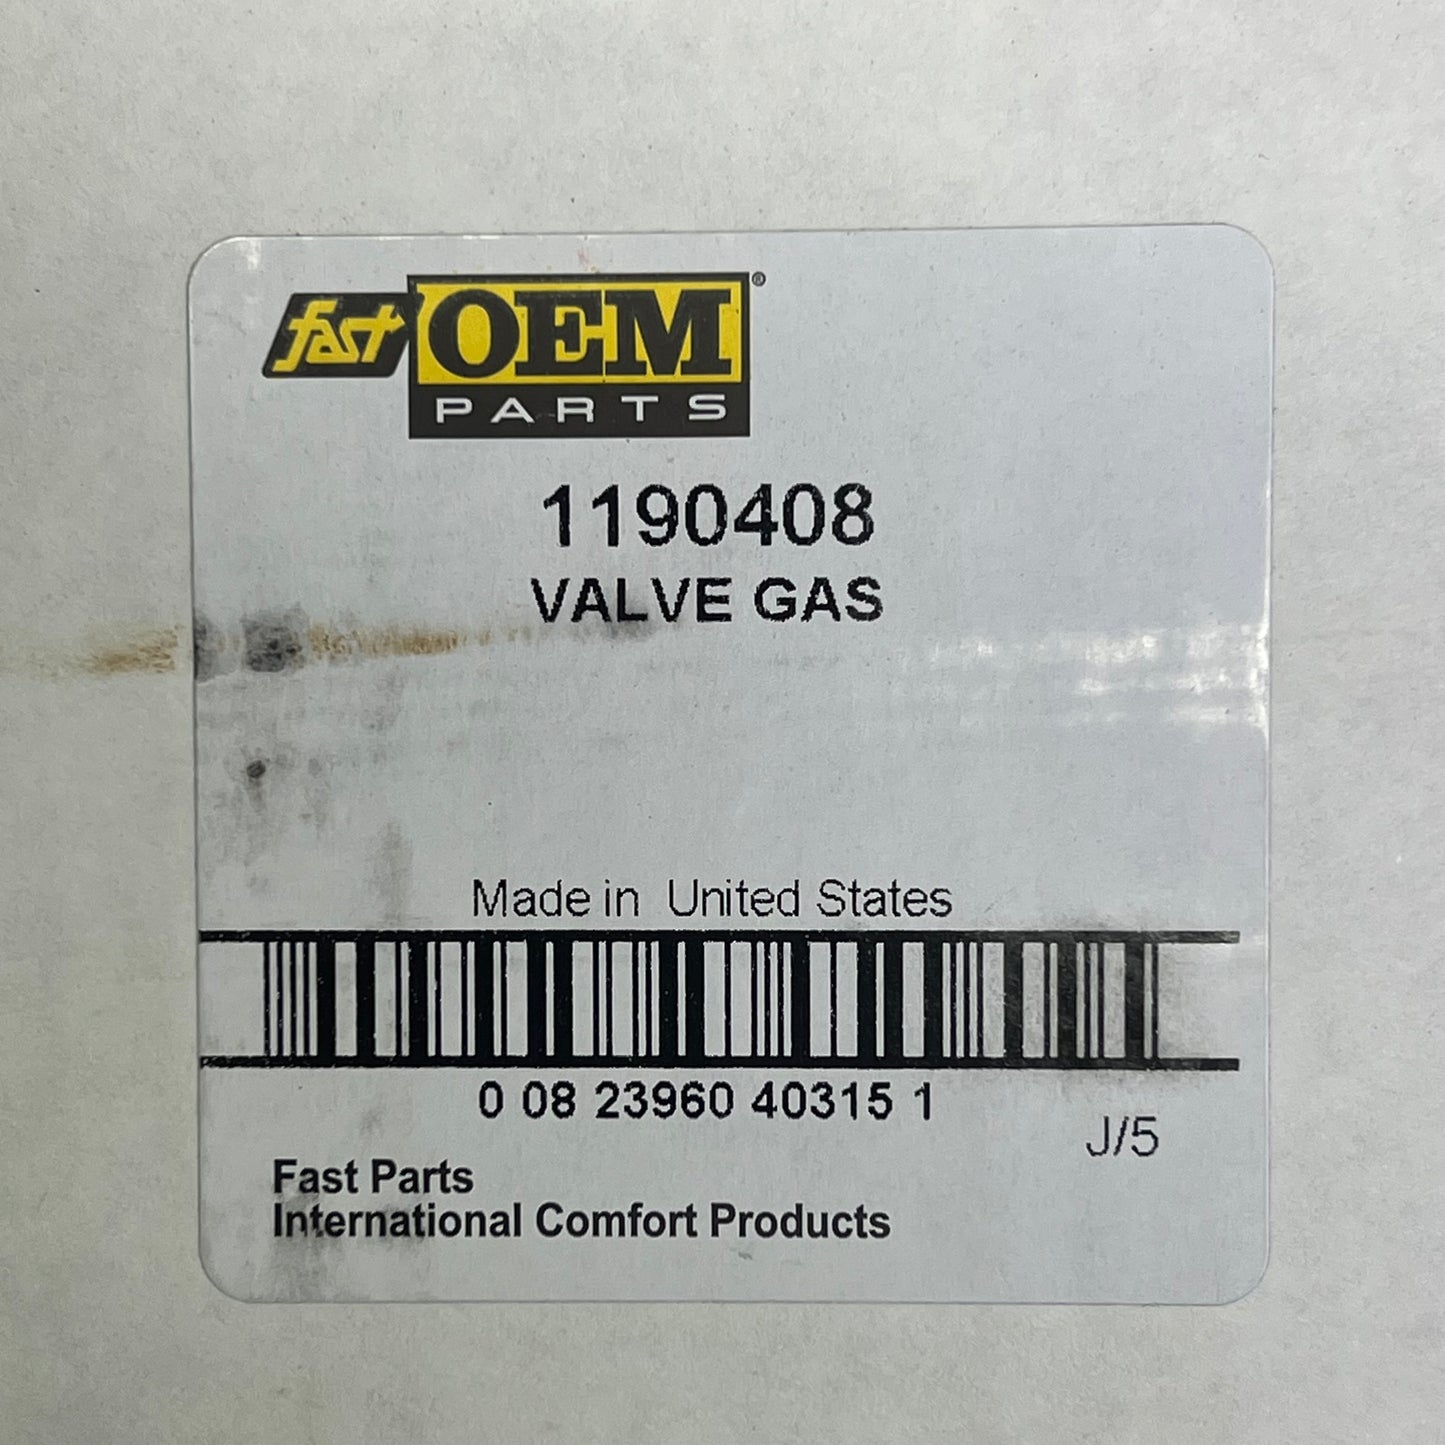 fast OEM®
PARTS
1190408
VALVE GAS
Made in United States
0 08 23960 40315 1
J/5
Fast Parts
International Comfort Products